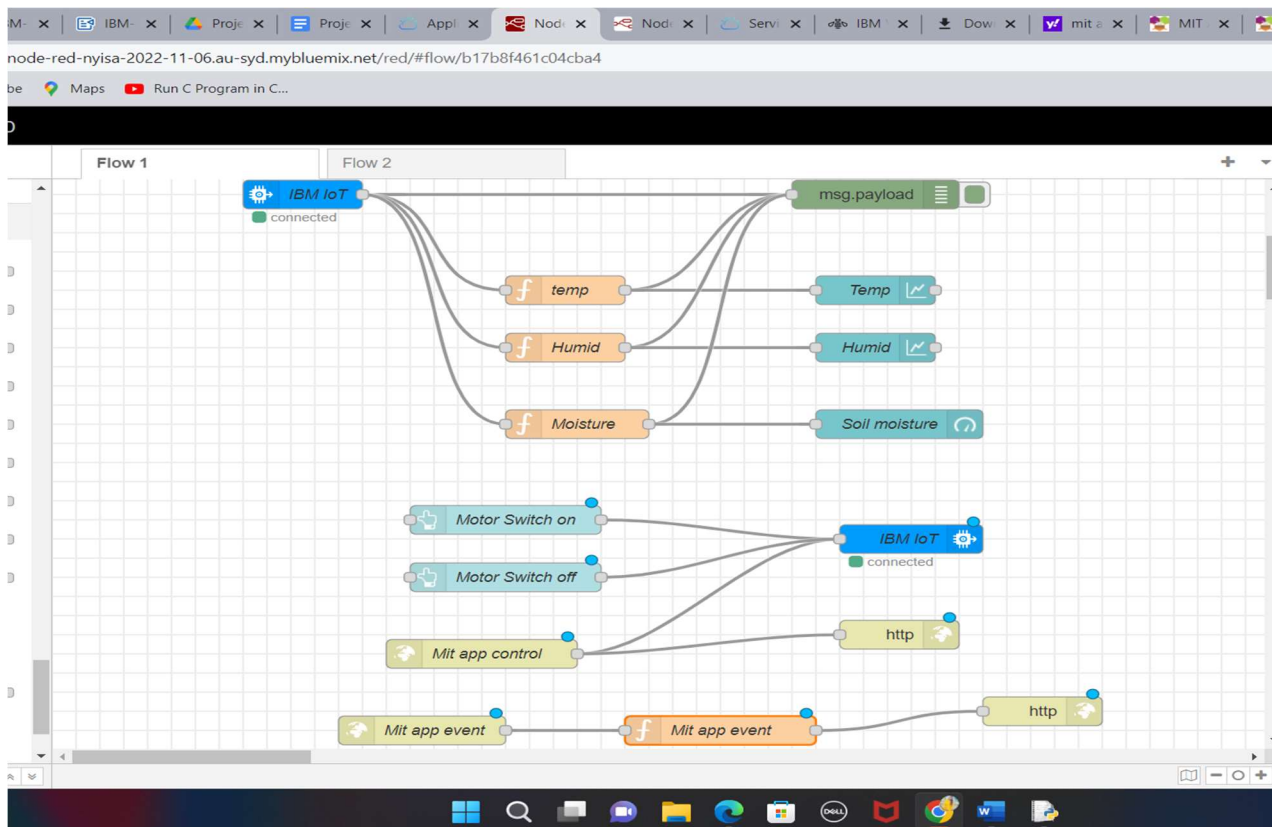 BM- IBM- Proje Proje Appl Node Node Servi IBM Dow mit a MIT
node-red-nyisa-2022-11-06.au-syd.mybluemix.net/red/#flow/b17b8f461c04cba4
be Maps Run C Program in C...
Flow 1 Flow 2
IBM IoT msg.payload
connected
temp Temp
Humid Humid
Moisture Soil moisture
Motor Switch on
IBM IoT
connected
Motor Switch off
http
Mit app control
http
Mit app event Mit app event
DELL W